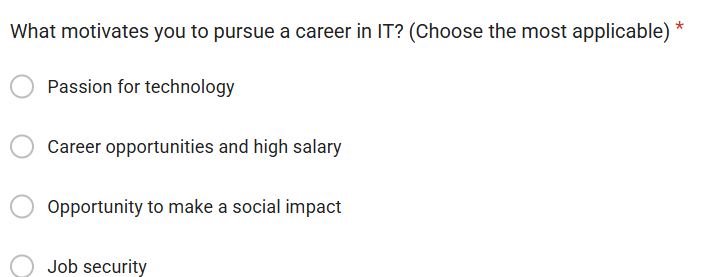 What motivates you to pursue a career in IT? (Choose the most applicable) *
Passion for technology
Career opportunities and high salary
Opportunity to make a social impact
Job security